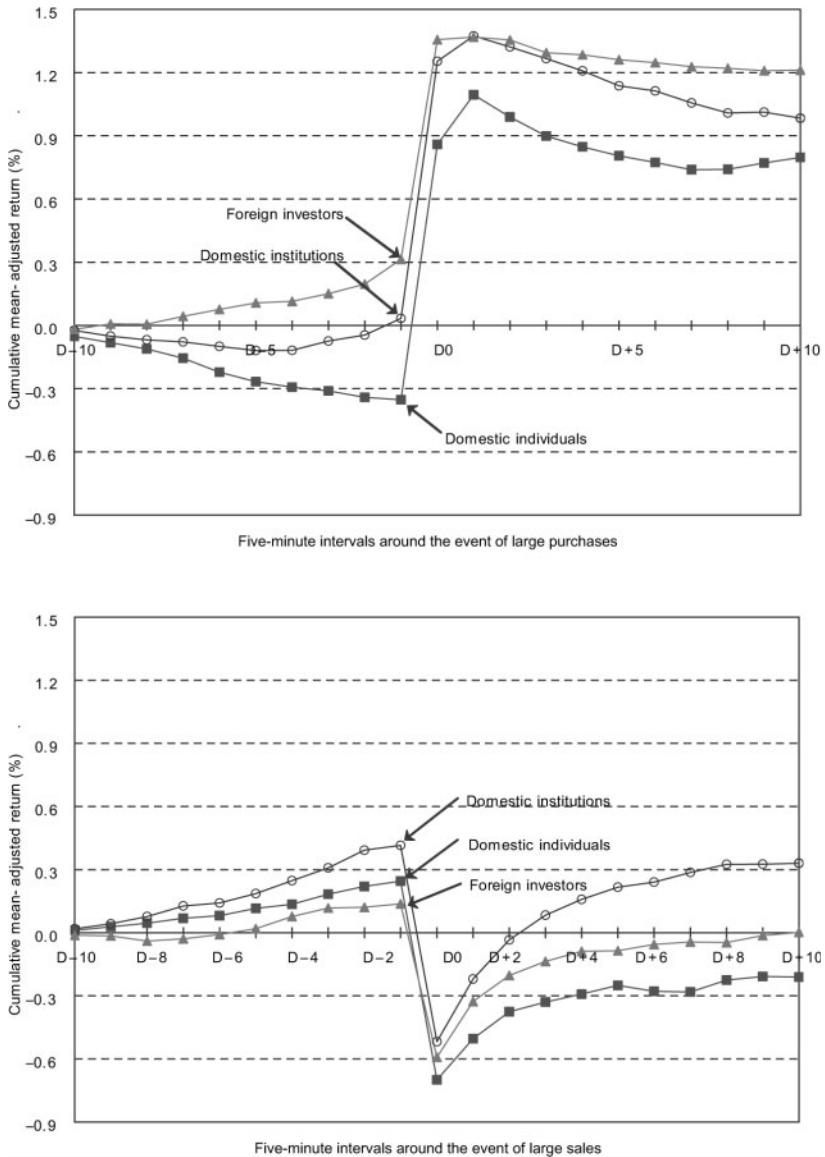 Cumulative mean- adjusted return (%)
1.5
1.2
0.9
0.6
0.3
0.0
–0.3
–0.6
–0.9
Foreign investors
Domestic institutions
Domestic individuals
D–10
D–5
D0
D+5
D+10
Five-minute intervals around the event of large purchases
Cumulative mean- adjusted return (%)
1.5
1.2
0.9
0.6
0.3
0.0
–0.3
–0.6
–0.9
Domestic institutions
Domestic individuals
Foreign investors
D–10
D–8
D–6
D–4
D–2
D0
D+2
D+4
D+6
D+8
D+10
Five-minute intervals around the event of large sales